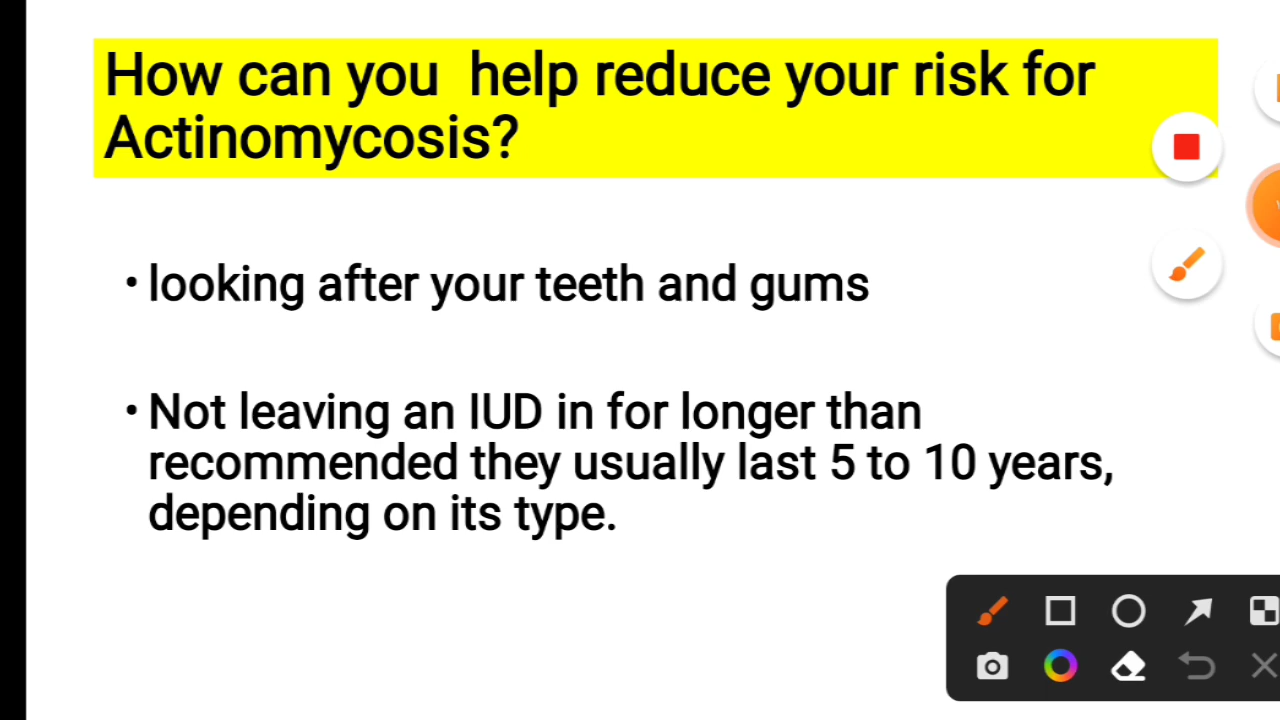 How can you  help reduce your risk for
Actinomycosis?
• looking after your teeth and gums
• Not leaving an IUD in for longer than
recommended they usually last 5 to 10 years,
depending on its type.